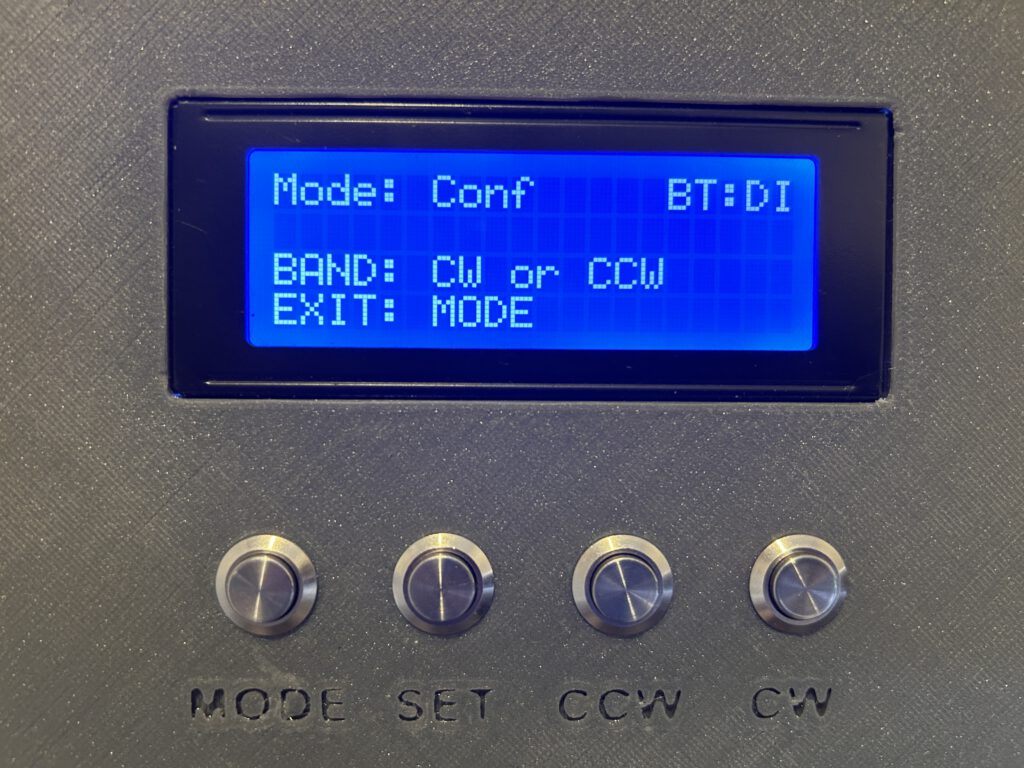 Mode: Conf BT:DI
BAND: CW or CCW
EXIT: MODE
MODE SET CCW CW